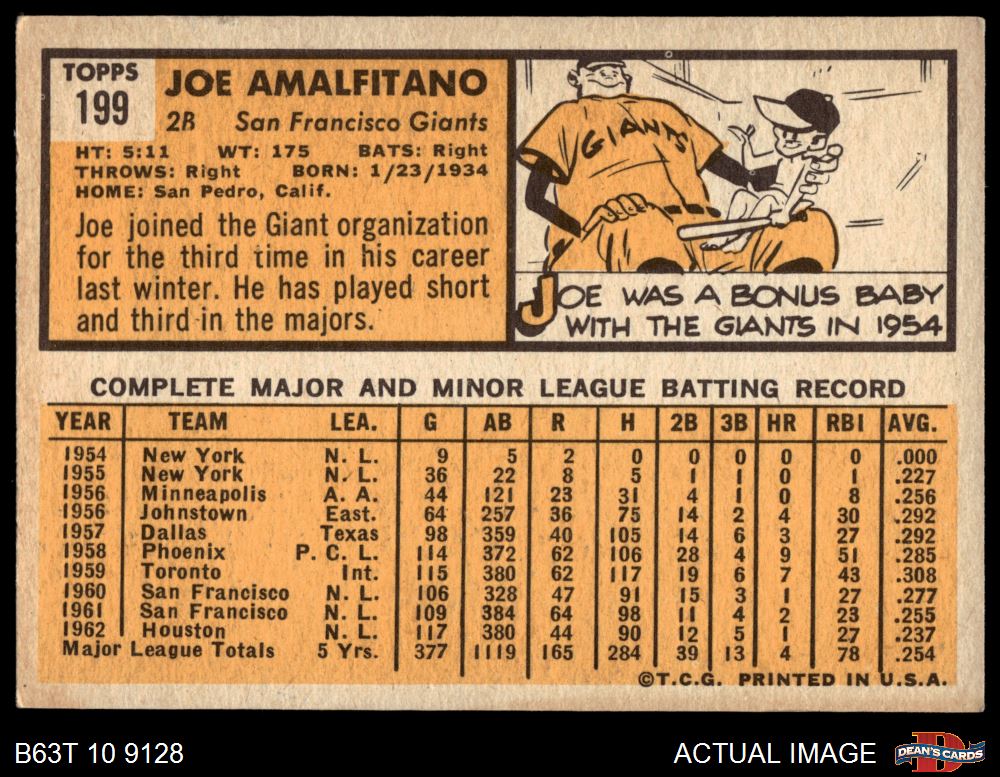 TOPPS
199
JOE AMALFITANO
2B San Francisco Giants
HT: 5:11 WT: 175 BATS: Right
THROWS: Right BORN: 1/23/1934
HOME: San Pedro, Calif.
Joe joined the Giant organization
for the third time in his career
last winter. He has played short
and third in the majors.
GIANTS
JOE WAS A BONUS BABY
WITH THE GIANTS IN 1954
COMPLETE MAJOR AND MINOR LEAGUE BATTING RECORD
YEAR TEAM LEA. G AB R H 2B 3B HR RBI AVG.
1954 New York N. L. 9 5 2 0 0 0 0 0 .000
1955 New York N. L. 36 22 8 5 1 1 0 1 .227
1956 Minneapolis A. A. 44 121 23 31 4 1 0 8 .256
1956 Johnstown East. 64 257 36 75 14 2 4 30 .292
1957 Dallas Texas 98 359 40 105 14 6 3 27 .292
1958 Phoenix P. C. L. 114 372 62 106 28 4 9 51 .285
1959 Toronto Int. 115 380 62 117 19 6 7 43 .308
1960 San Francisco N. L. 106 328 47 91 15 3 1 27 .277
1961 San Francisco N. L. 109 384 64 98 11 4 2 23 .255
1962 Houston N. L. 117 380 44 90 12 5 1 27 .237
Major League Totals 5 Yrs. 377 1119 165 284 39 13 4 78 .254
©T.C.G. PRINTED IN U.S.A.
B63T 10 9128
ACTUAL IMAGE
D
DEAN'S CARDS